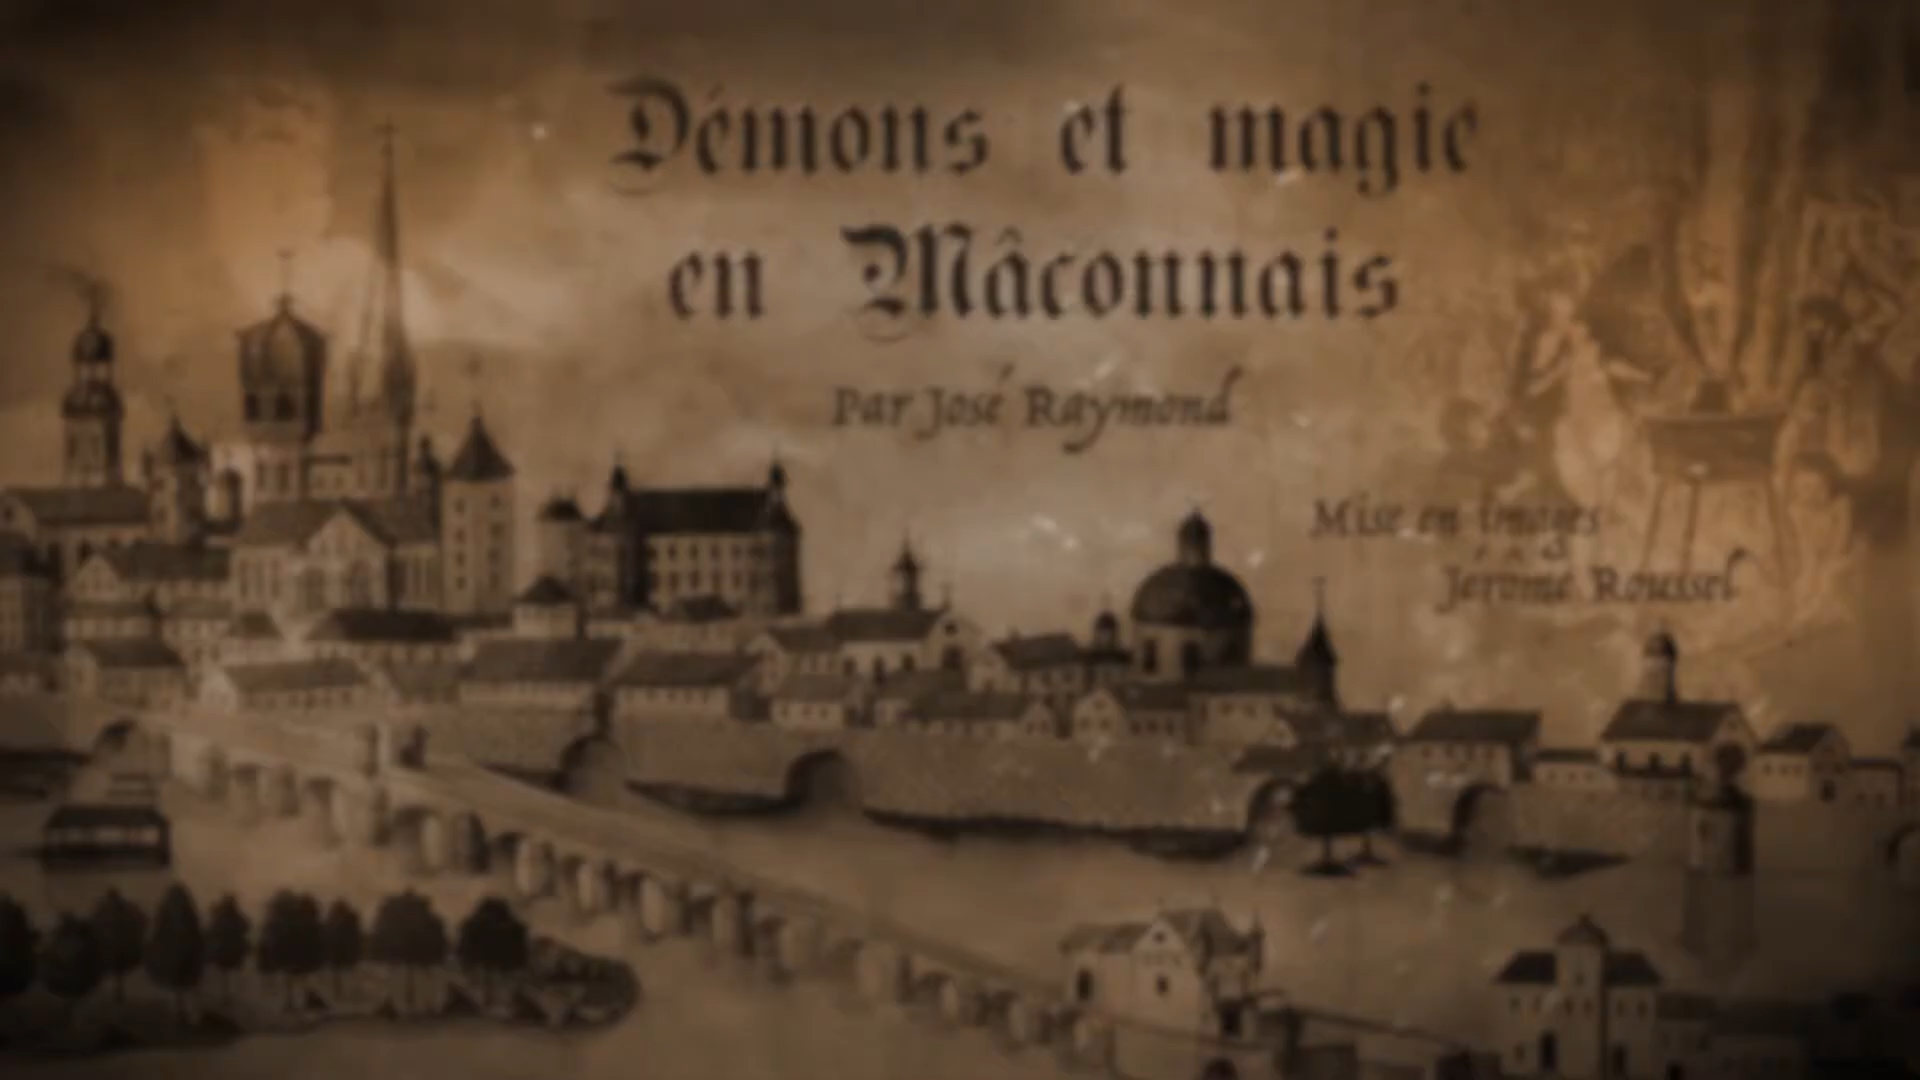 Démons et magie
en Mâconnais
Par José Raymond
Mise en images
Jérôme Roussel